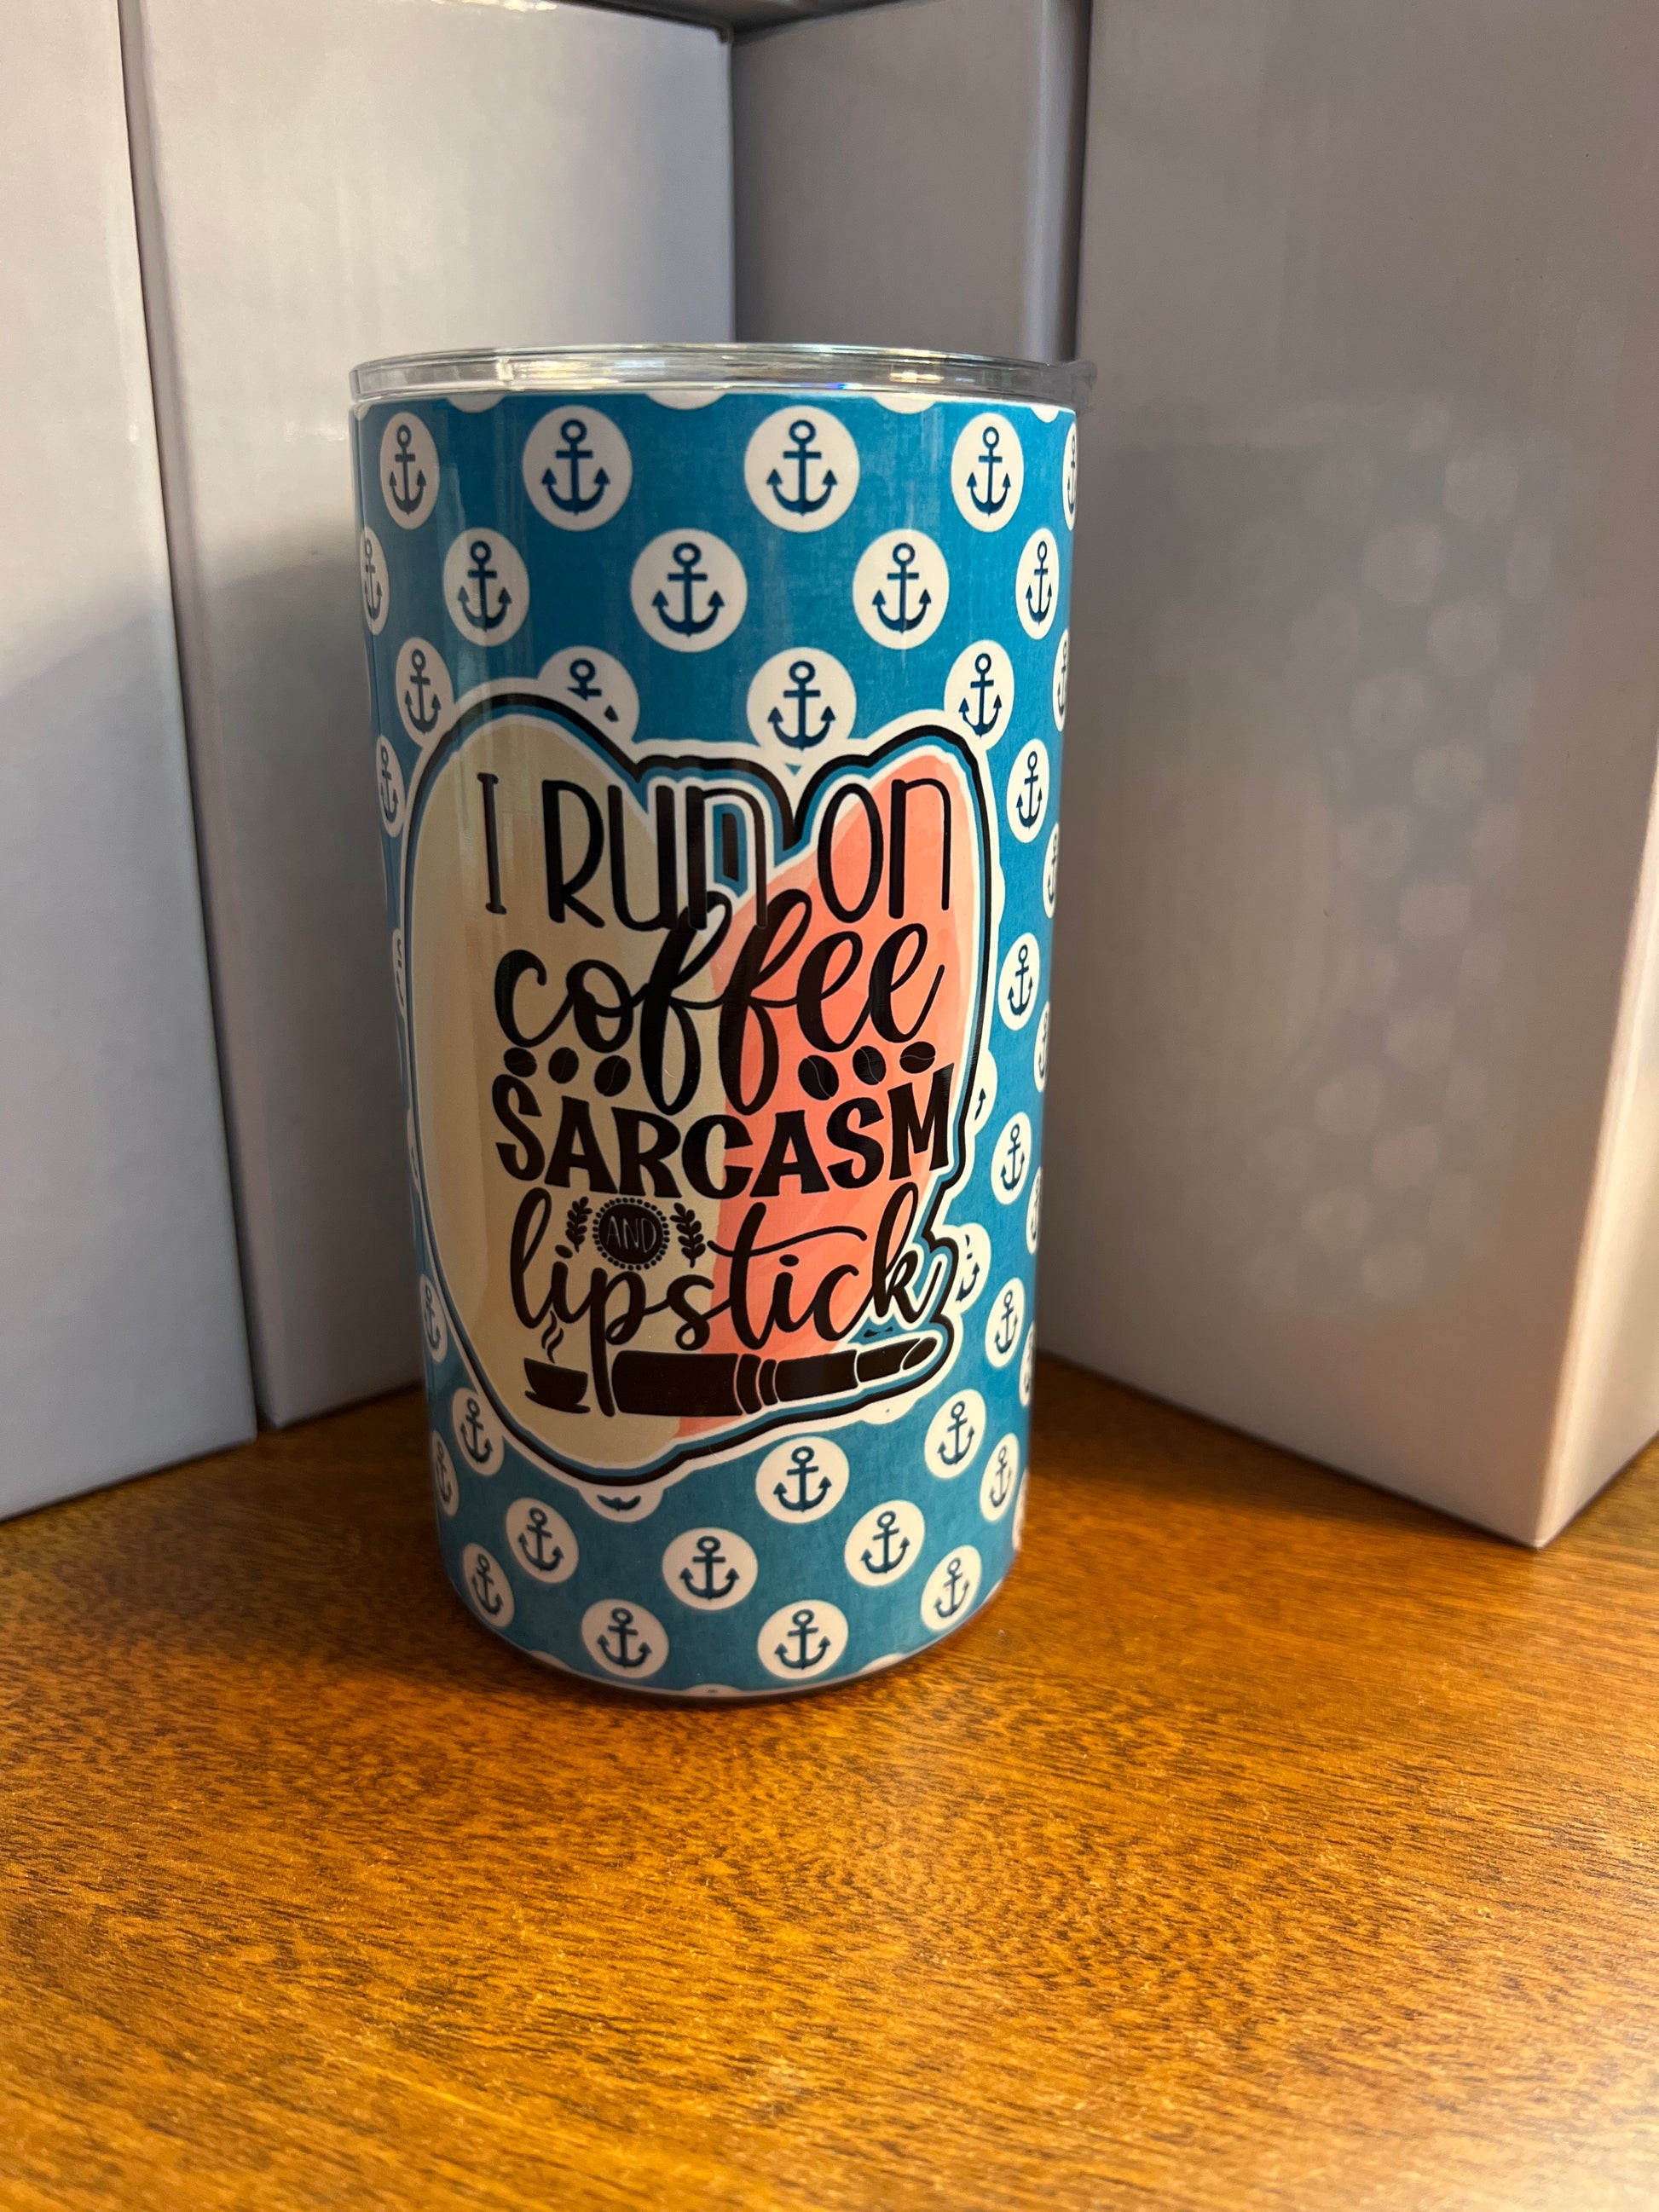 I RUN ON
coffee
SARCASM
AND
lipstick